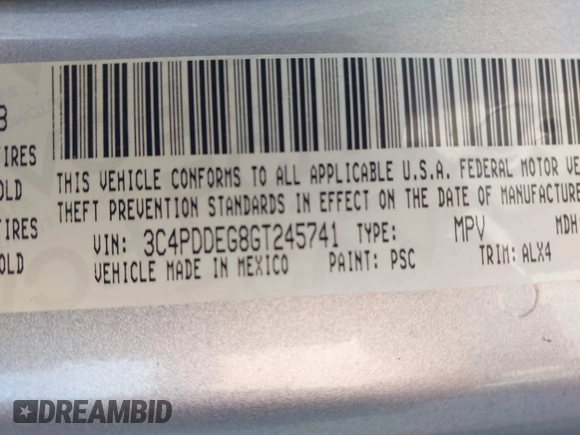 3
IRES
OLD
IRES
OLD
THIS VEHICLE CONFORMS TO ALL APPLICABLE U.S.A. FEDERAL MOTOR VE
THEFT PREVENTION STANDARDS IN EFFECT ON THE DATE OF MANUFACTURE
VIN: 3C4PDDEG8GT245741 TYPE: MPV MDH
VEHICLE MADE IN MEXICO PAINT: PSC TRIM: ALX4
DREAMBID